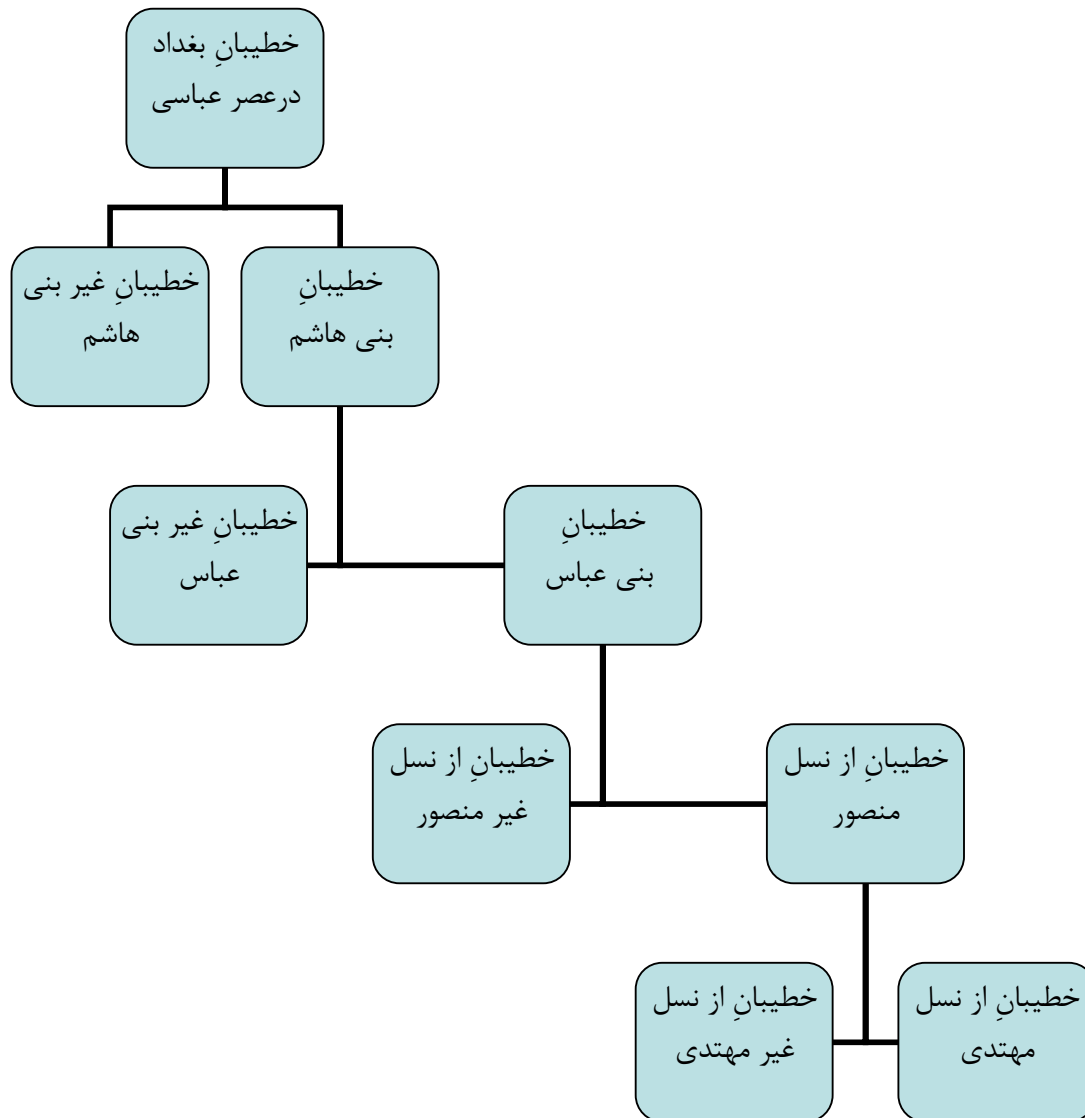 خطیبانِ بغداد
درعصر عباسی
خطیبانِ
بنی هاشم
خطیبانِ غیر بنی
هاشم
خطیبانِ
بنی عباس
خطیبانِ غیر بنی
عباس
خطیبانِ از نسل
منصور
خطیبانِ از نسل
غیر منصور
خطیبانِ از نسل
مهتدی
خطیبانِ از نسل
غیر مهتدی